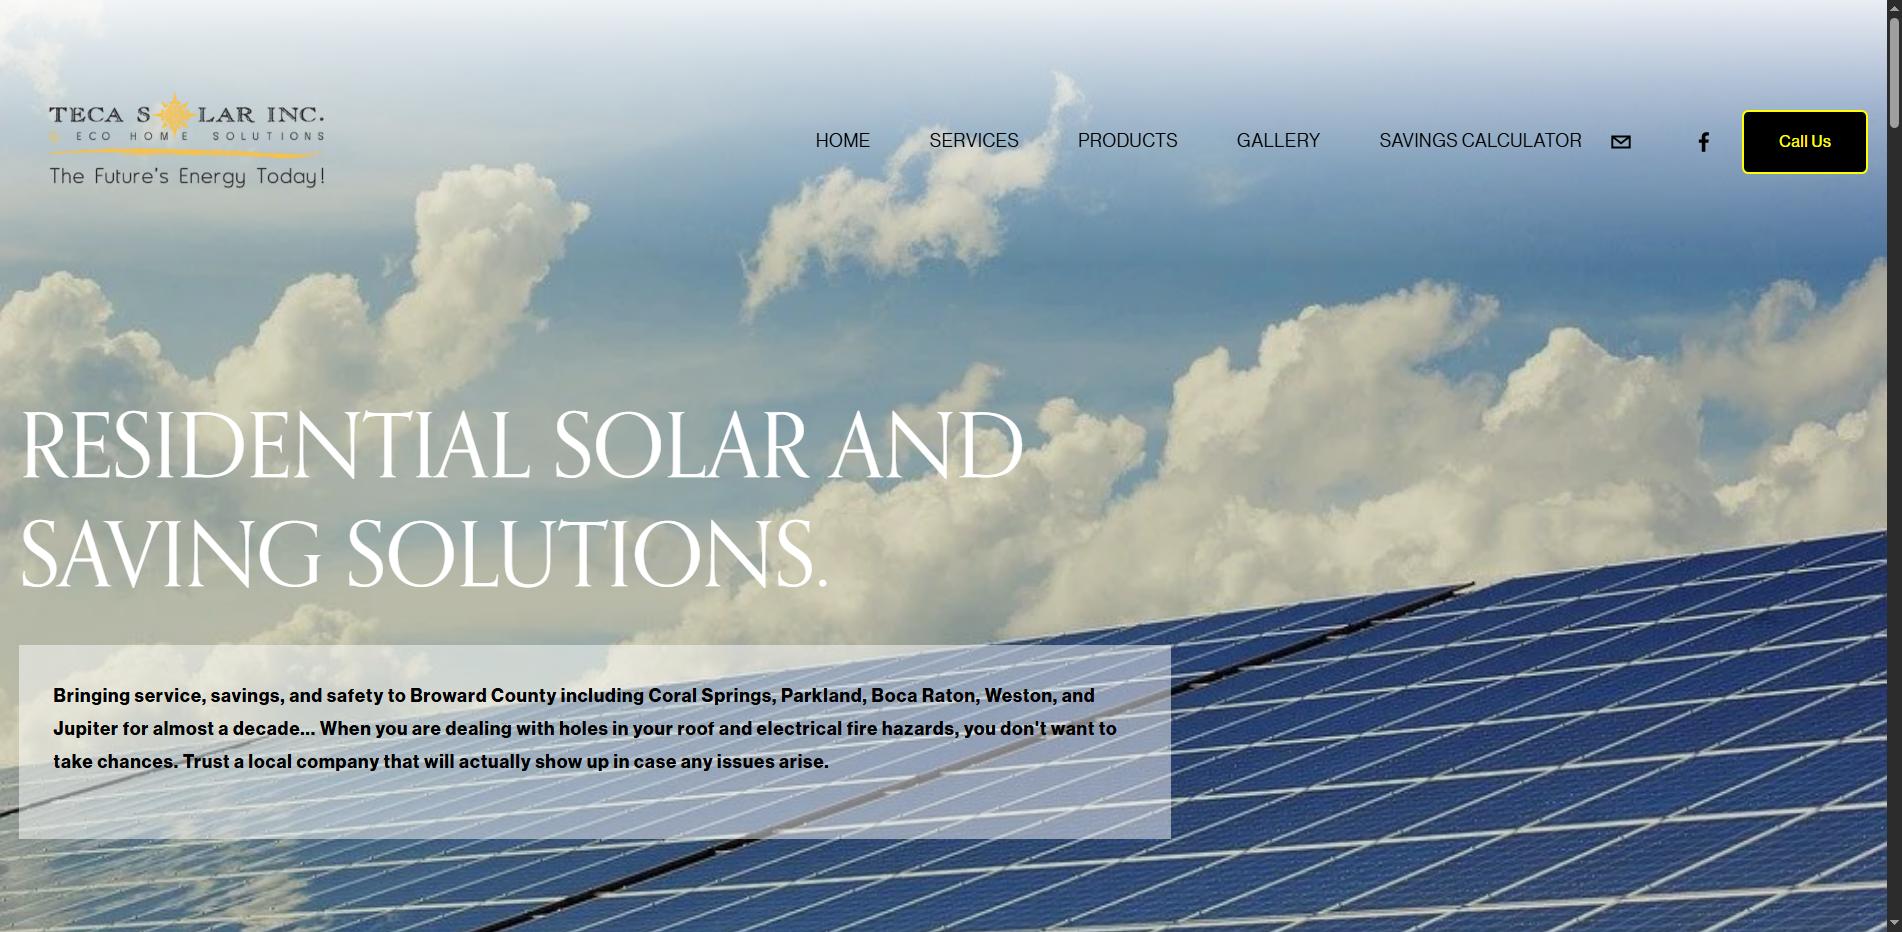 TECA SOLAR INC.
& ECO HOME SOLUTIONS
The Future's Energy Today!
HOME
SERVICES
PRODUCTS
GALLERY
SAVINGS CALCULATOR
Call Us
RESIDENTIAL SOLAR AND
SAVING SOLUTIONS.
Bringing service, savings, and safety to Broward County including Coral Springs, Parkland, Boca Raton, Weston, and
Jupiter for almost a decade... When you are dealing with holes in your roof and electrical fire hazards, you don't want to
take chances. Trust a local company that will actually show up in case any issues arise.